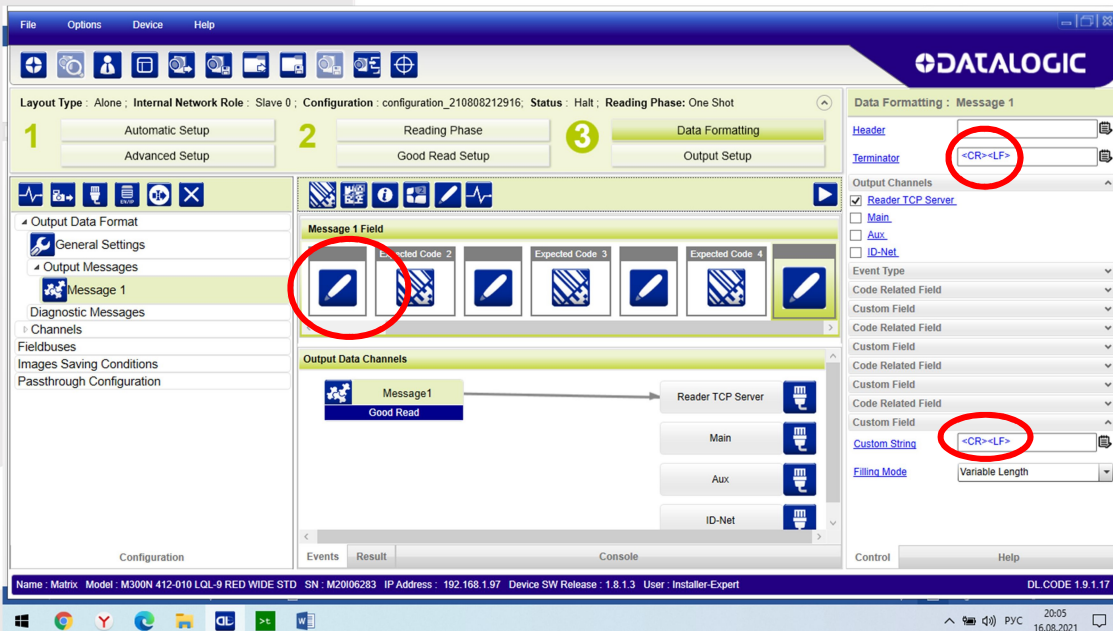 File Options Device Help
DATALOGIC
Layout Type : Alone ; Internal Network Role : Slave 0 ; Configuration : configuration_210808212916; Status : Halt ; Reading Phase: One Shot
1 Automatic Setup
Advanced Setup
2 Reading Phase
Good Read Setup
3 Data Formatting
Output Setup
Output Data Format
General Settings
Output Messages
Message 1
Diagnostic Messages
Channels
Fieldbuses
Images Saving Conditions
Passthrough Configuration
Configuration
Message 1 Field
Expected Code 2 Expected Code 3 Expected Code 4
Output Data Channels
Message1
Good Read
Reader TCP Server
Main
Aux
ID-Net
Events Result Console
Data Formatting : Message 1
Header
Terminator <CR><LF>
Output Channels
Reader TCP Server
Main
Aux
ID-Net
Event Type
Code Related Field
Custom Field
Code Related Field
Custom Field
Code Related Field
Custom Field
Code Related Field
Custom Field
Custom String <CR><LF>
Filling Mode Variable Length
Control Help
Name : Matrix Model : M300N 412-010 LQL-9 RED WIDE STD SN : M20I06283 IP Address : 192.168.1.97 Device SW Release : 1.8.1.3 User : Installer-Expert DL.CODE 1.9.1.17
РУС 20:05
16.08.2021